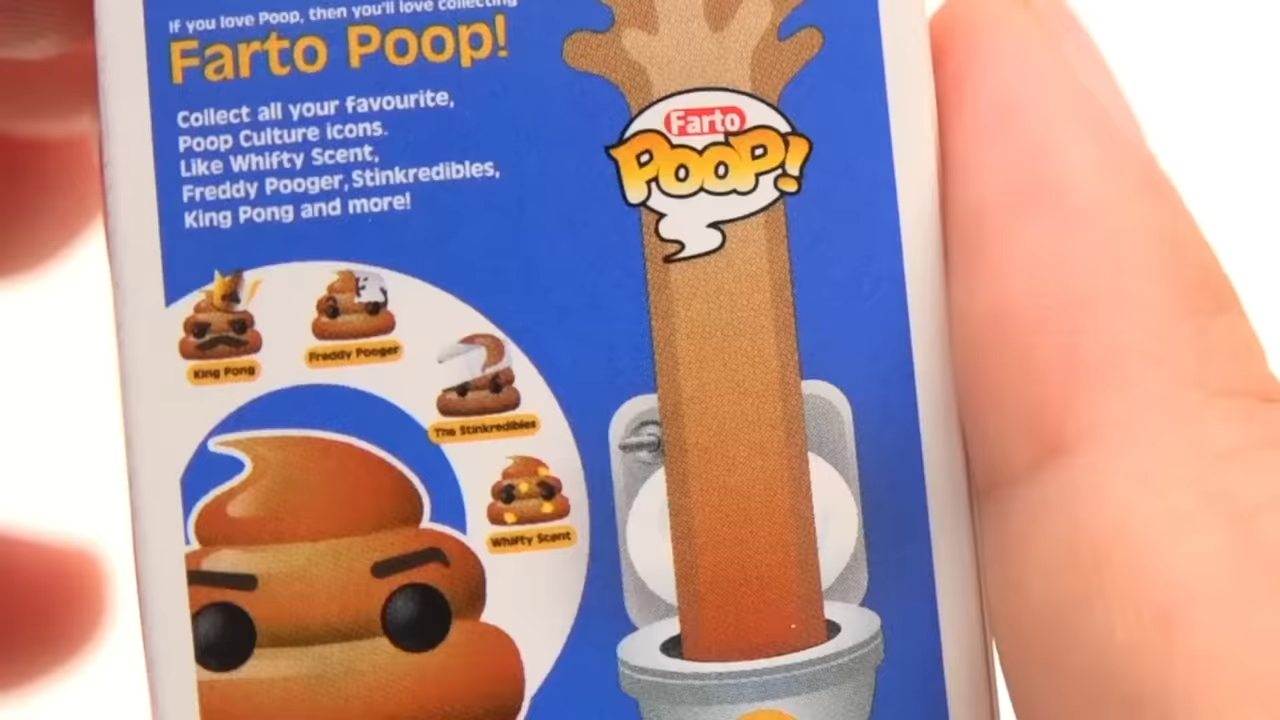 If you love Poop, then you'll love collecting
Farto Poop!
Collect all your favourite,
Poop Culture icons.
Like Whifty Scent,
Freddy Pooger, Stinkredibles,
King Pong and more!
Farto
POOP!
King Pong
Freddy Pooger
The Stinkredibles
Whifty Scent